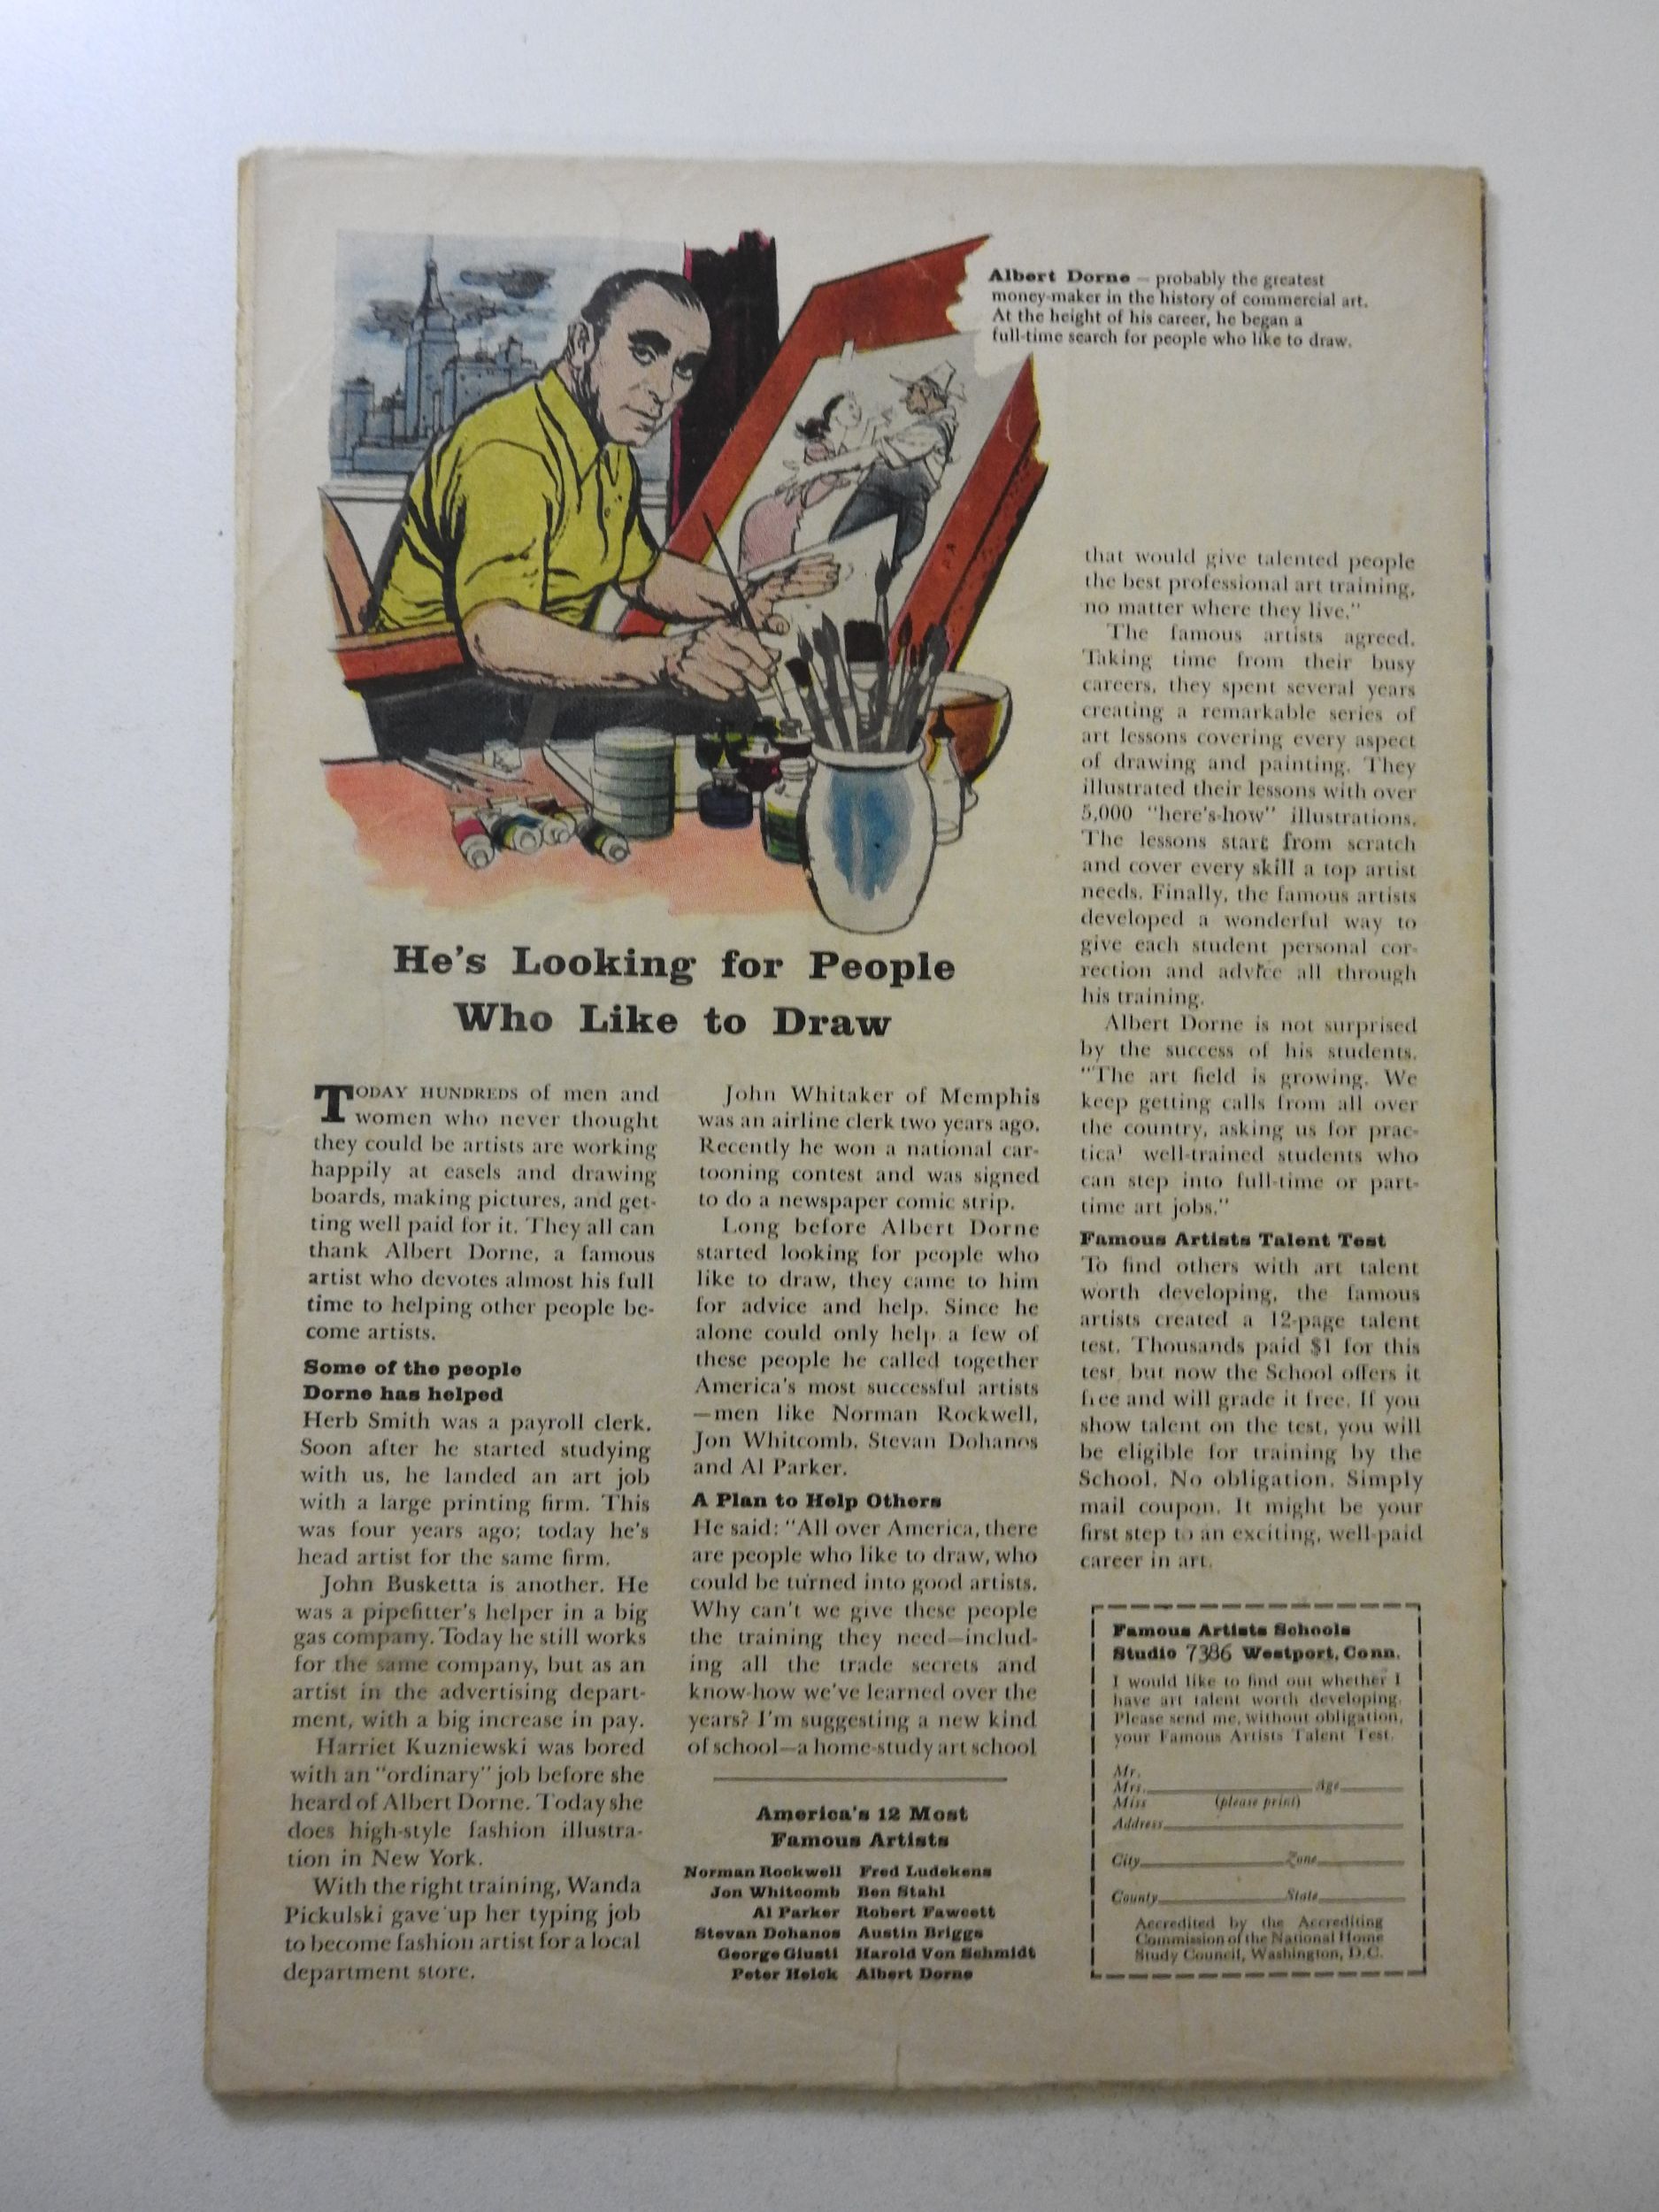 Albert Dorne — probably the greatest
money-maker in the history of commercial art.
At the height of his career, he began a
full-time search for people who like to draw.
He's Looking for People
Who Like to Draw
TODAY HUNDREDS of men and
women who never thought
they could be artists are working
happily at easels and drawing
boards, making pictures, and get-
ting well paid for it. They all can
thank Albert Dorne, a famous
artist who devotes almost his full
time to helping other people be-
come artists.
Some of the people
Dorne has helped
Herb Smith was a payroll clerk.
Soon after he started studying
with us, he landed an art job
with a large printing firm. This
was four years ago; today he's
head artist for the same firm.
John Busketta is another. He
was a pipefitter's helper in a big
gas company. Today he still works
for the same company, but as an
artist in the advertising depart-
ment, with a big increase in pay.
Harriet Kuzniewski was bored
with an "ordinary" job before she
heard of Albert Dorne. Today she
does high-style fashion illustra-
tion in New York.
With the right training, Wanda
Pickulski gave up her typing job
to become fashion artist for a local
department store.
John Whitaker of Memphis
was an airline clerk two years ago.
Recently he won a national car-
tooning contest and was signed
to do a newspaper comic strip.
Long before Albert Dorne
started looking for people who
like to draw, they came to him
for advice and help. Since he
alone could only help a few of
these people he called together
America's most successful artists
—men like Norman Rockwell,
Jon Whitcomb, Stevan Dohanos
and Al Parker.
A Plan to Help Others
He said: "All over America, there
are people who like to draw, who
could be turned into good artists.
Why can't we give these people
the training they need—includ-
ing all the trade secrets and
know-how we've learned over the
years? I'm suggesting a new kind
of school—a home-study art school
America's 12 Most
Famous Artists
Norman Rockwell Fred Ludekens
Jon Whitcomb Ben Stahl
Al Parker Robert Fawcett
Stevan Dohanos Austin Briggs
George Giusti Harold Von Schmidt
Peter Helck Albert Dorne
that would give talented people
the best professional art training,
no matter where they live."
The famous artists agreed.
Taking time from their busy
careers, they spent several years
creating a remarkable series of
art lessons covering every aspect
of drawing and painting. They
illustrated their lessons with over
5,000 "here's-how" illustrations.
The lessons start from scratch
and cover every skill a top artist
needs. Finally, the famous artists
developed a wonderful way to
give each student personal cor-
rection and advice all through
his training.
Albert Dorne is not surprised
by the success of his students.
"The art field is growing. We
keep getting calls from all over
the country, asking us for prac-
tical well-trained students who
can step into full-time or part-
time art jobs."
Famous Artists Talent Test
To find others with art talent
worth developing, the famous
artists created a 12-page talent
test. Thousands paid $1 for this
test, but now the School offers it
free and will grade it free. If you
show talent on the test, you will
be eligible for training by the
School. No obligation. Simply
mail coupon. It might be your
first step to an exciting, well-paid
career in art.
Famous Artists Schools
Studio 7386 Westport, Conn.
I would like to find out whether I
have art talent worth developing.
Please send me, without obligation,
your Famous Artists Talent Test.
Mr.
Mrs. Age
Miss (please print)
Address
City Zone
County State
Accredited by the Accrediting
Commission of the National Home
Study Council, Washington, D.C.